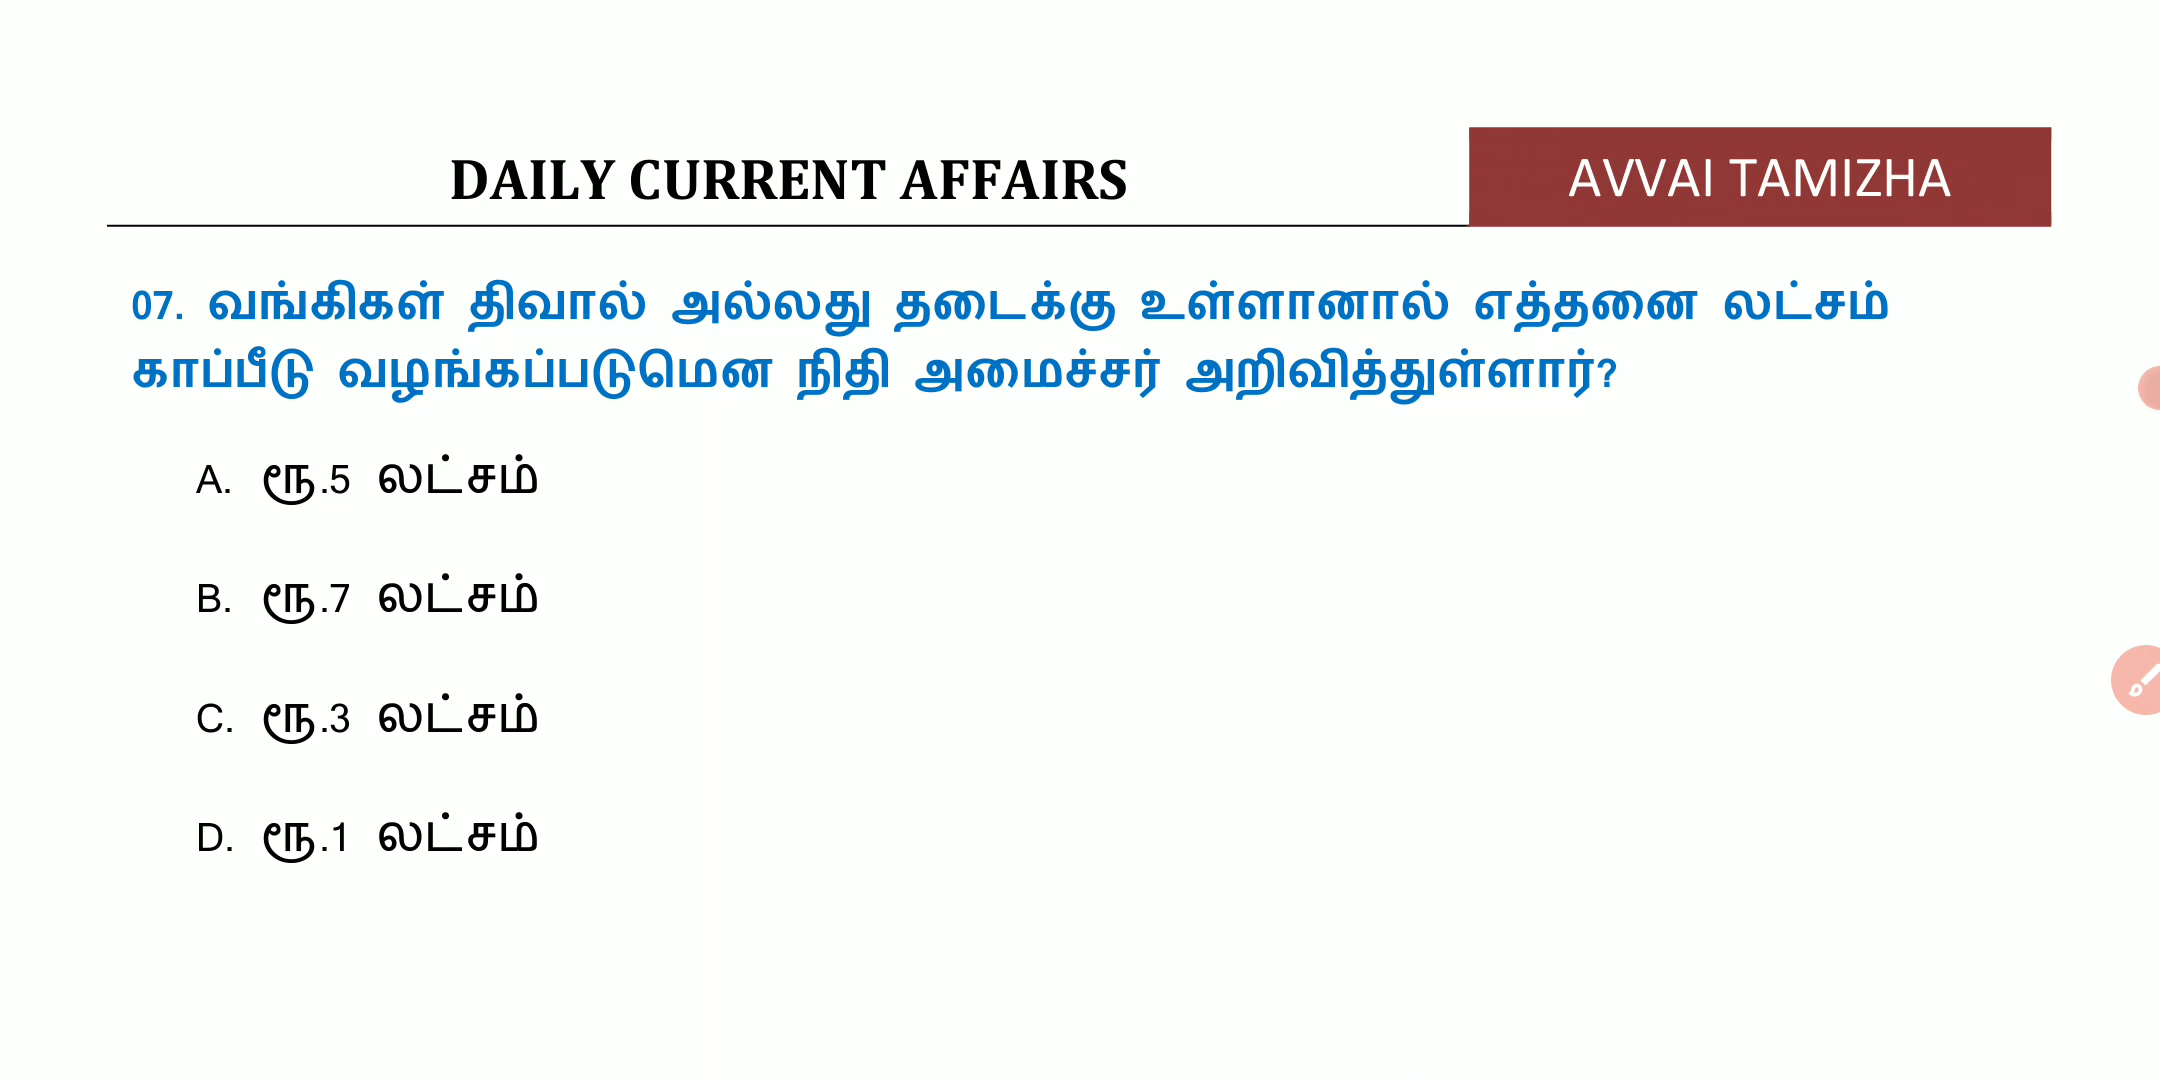 DAILY CURRENT AFFAIRS
AVVAI TAMIZHA
07. வங்கிகள் திவால் அல்லது தடைக்கு உள்ளானால் எத்தனை லட்சம்
காப்பீடு வழங்கப்படுமென நிதி அமைச்சர் அறிவித்துள்ளார்?
A. ரூ.5 லட்சம்
B. ரூ.7 லட்சம்
C. ரூ.3 லட்சம்
D. ரூ.1 லட்சம்